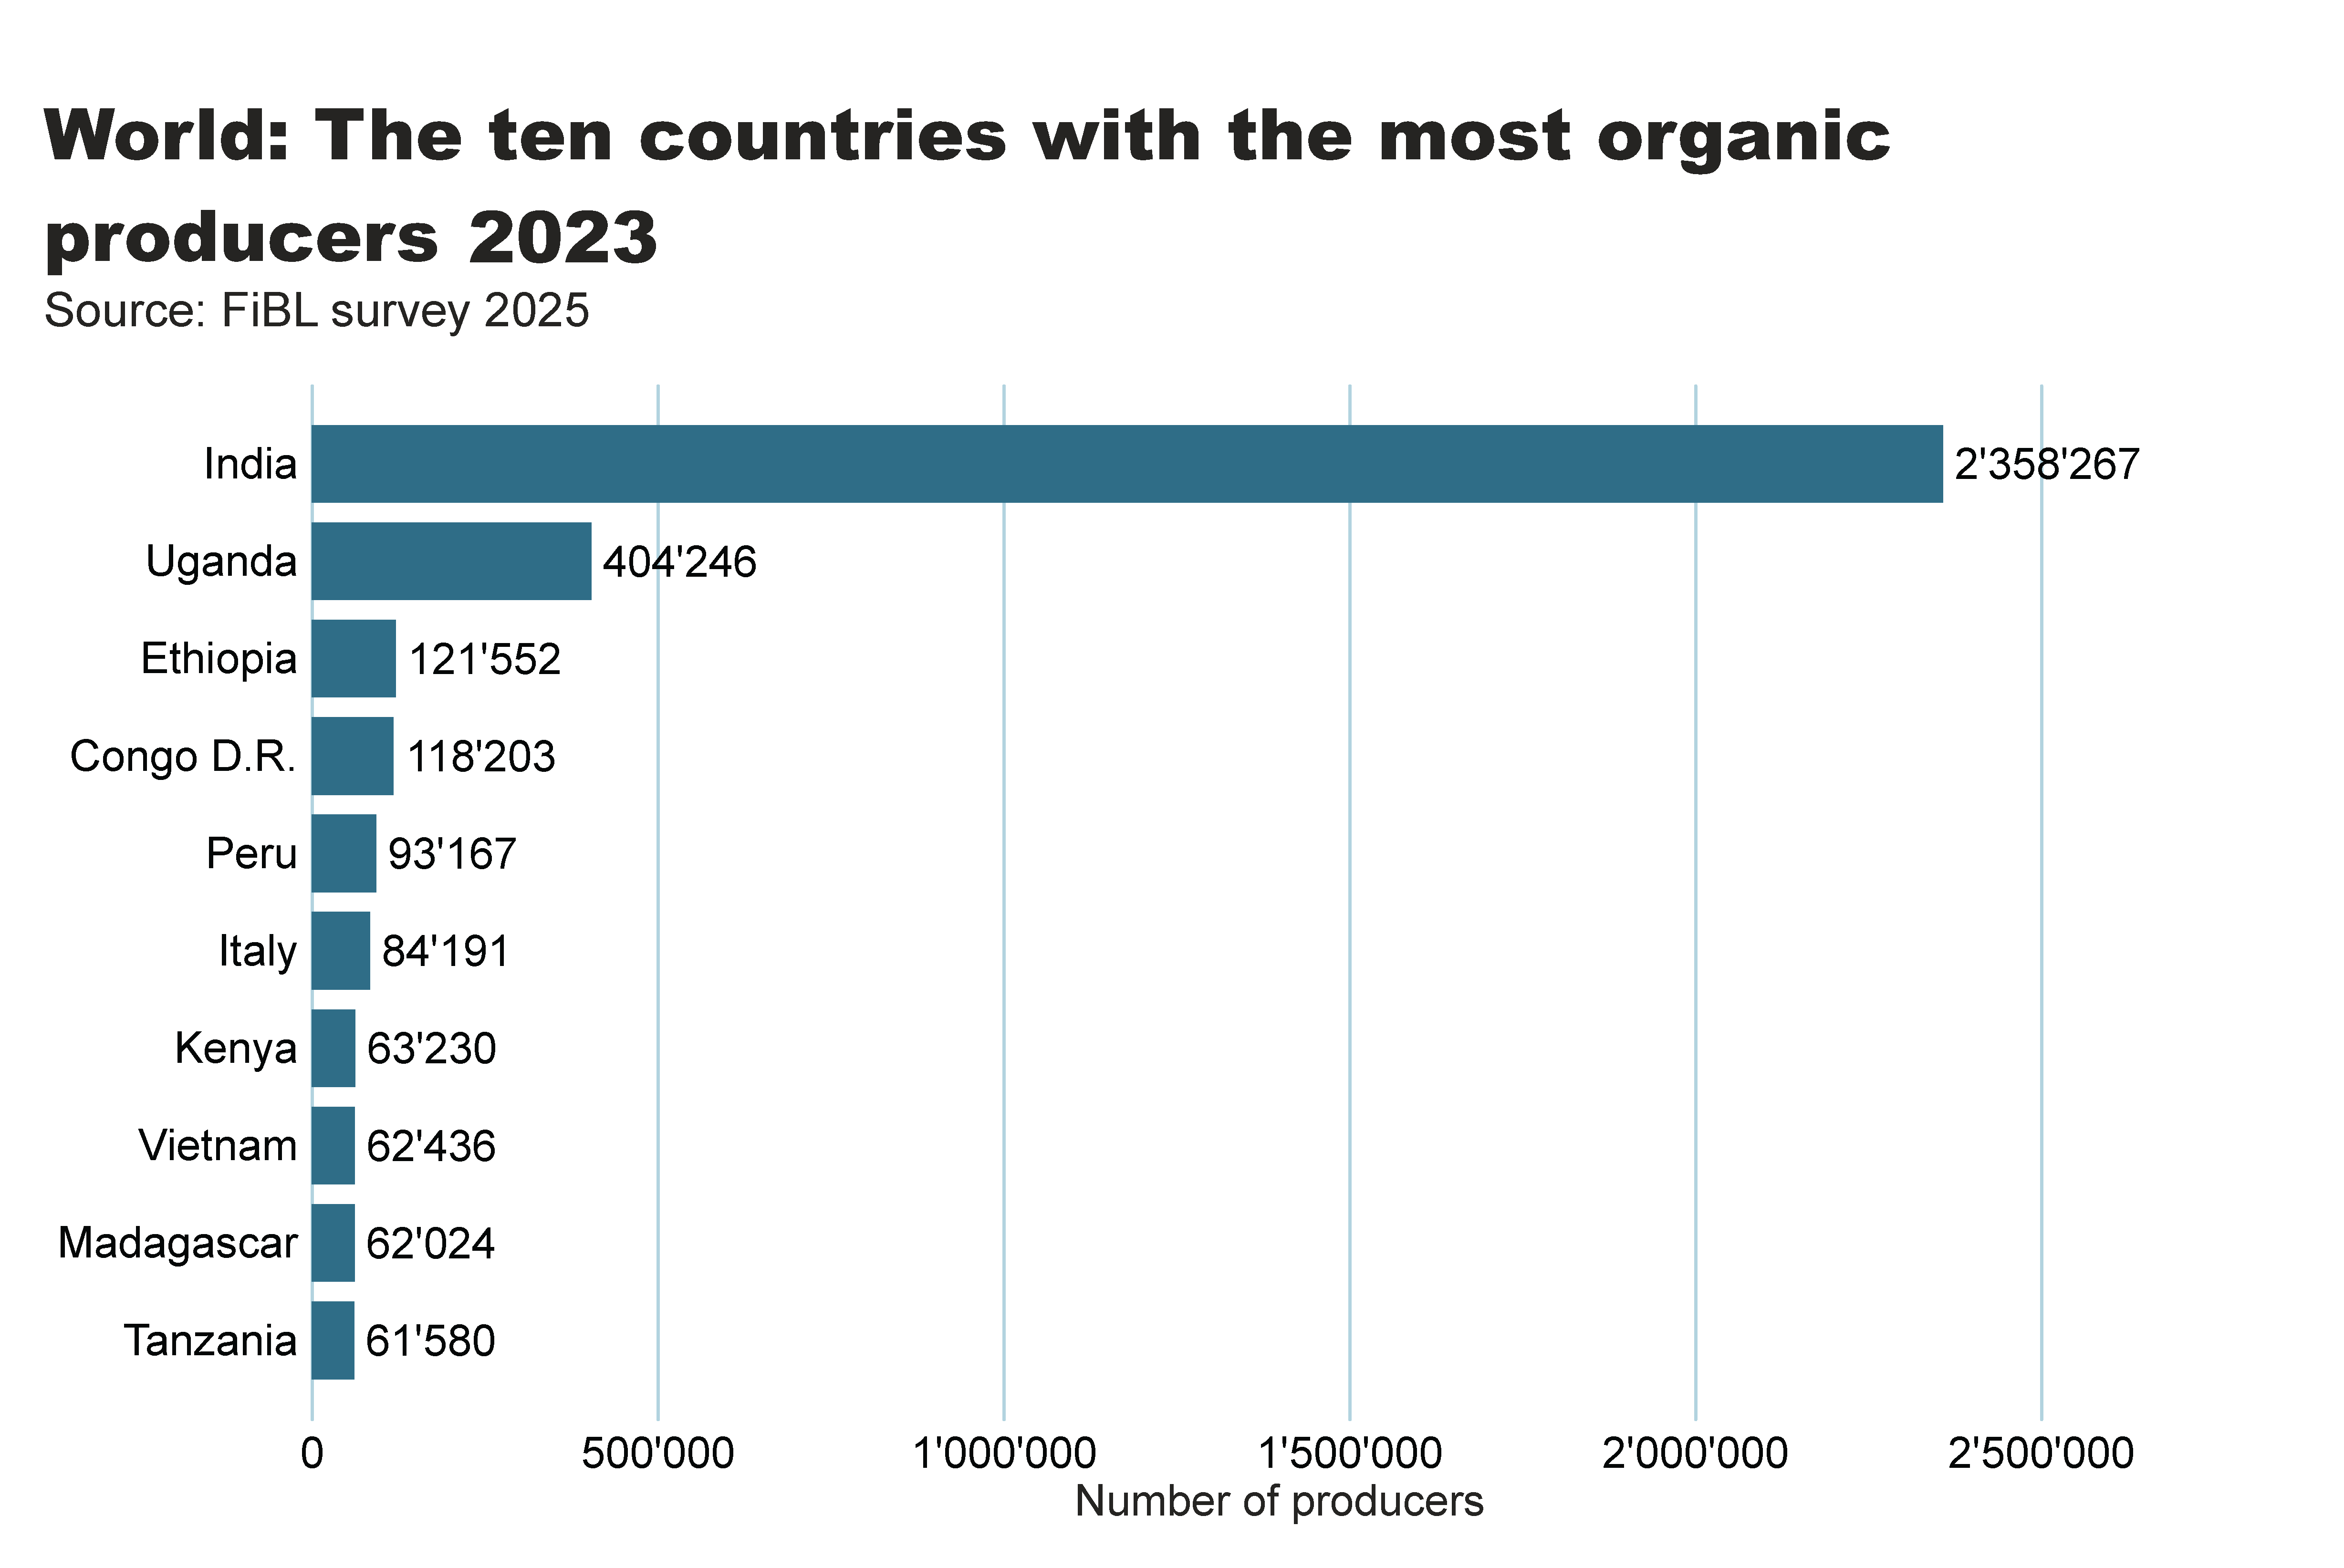 World: The ten countries with the most organic
producers 2023
Source: FiBL survey 2025
India 2'358'267
Uganda 404'246
Ethiopia 121'552
Congo D.R. 118'203
Peru 93'167
Italy 84'191
Kenya 63'230
Vietnam 62'436
Madagascar 62'024
Tanzania 61'580
0 500'000 1'000'000 1'500'000 2'000'000 2'500'000
Number of producers